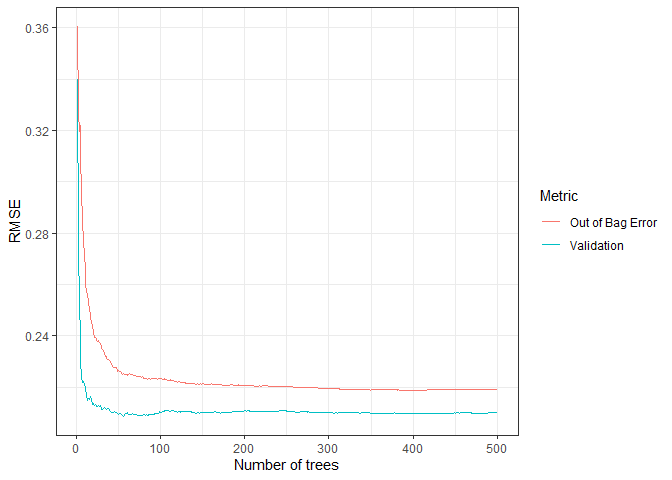 0.36
0.32
0.28
0.24
RMSE
0
100
200
300
400
500
Number of trees
Metric
Out of Bag Error
Validation